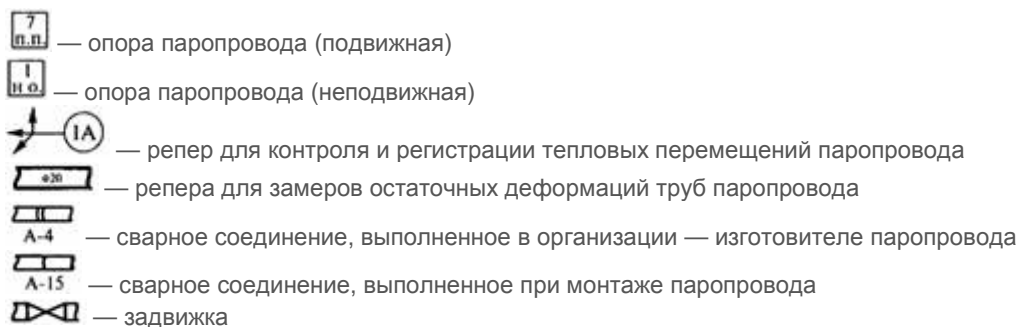 7
п.п. — опора паропровода (подвижная)
1
н о. — опора паропровода (неподвижная)
1А — репер для контроля и регистрации тепловых перемещений паропровода
ø20 — репера для замеров остаточных деформаций труб паропровода
А-4 — сварное соединение, выполненное в организации — изготовителе паропровода
А-15 — сварное соединение, выполненное при монтаже паропровода
— задвижка